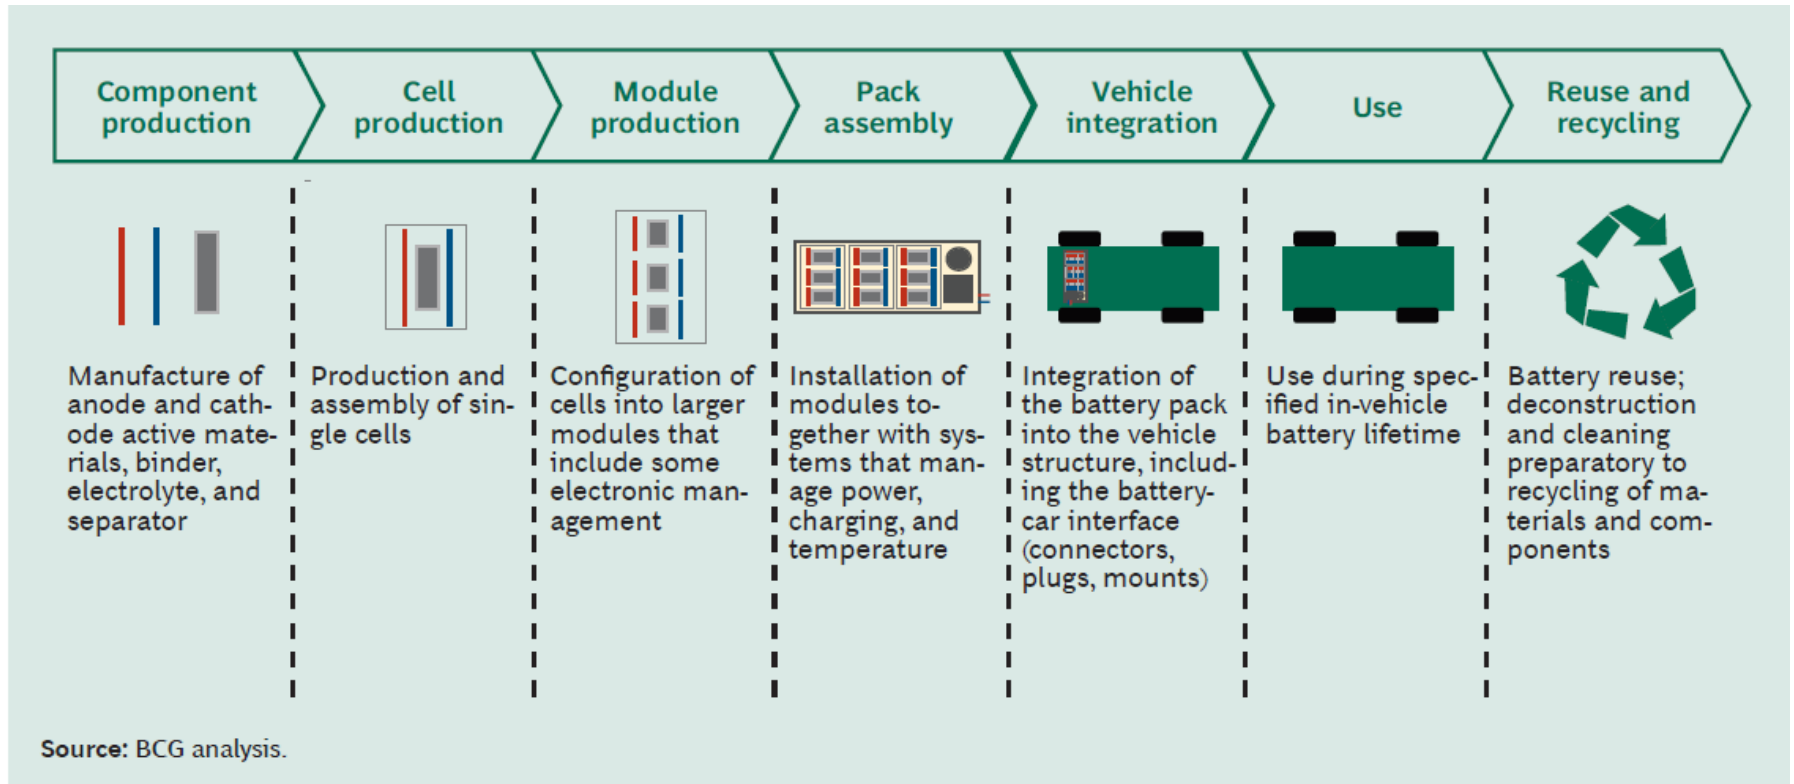 Component
production
Cell
production
Module
production
Pack
assembly
Vehicle
integration
Use
Reuse and
recycling
Manufacture of
anode and cath-
ode active mate-
rials, binder,
electrolyte, and
separator
Production and
assembly of sin-
gle cells
Configuration of
cells into larger
modules that
include some
electronic man-
agement
Installation of
modules to-
gether with sys-
tems that man-
age power,
charging, and
temperature
Integration of
the battery pack
into the vehicle
structure, includ-
ing the battery-
car interface
(connectors,
plugs, mounts)
Use during spec-
ified in-vehicle
battery lifetime
Battery reuse;
deconstruction
and cleaning
preparatory to
recycling of ma-
terials and com-
ponents
Source: BCG analysis.